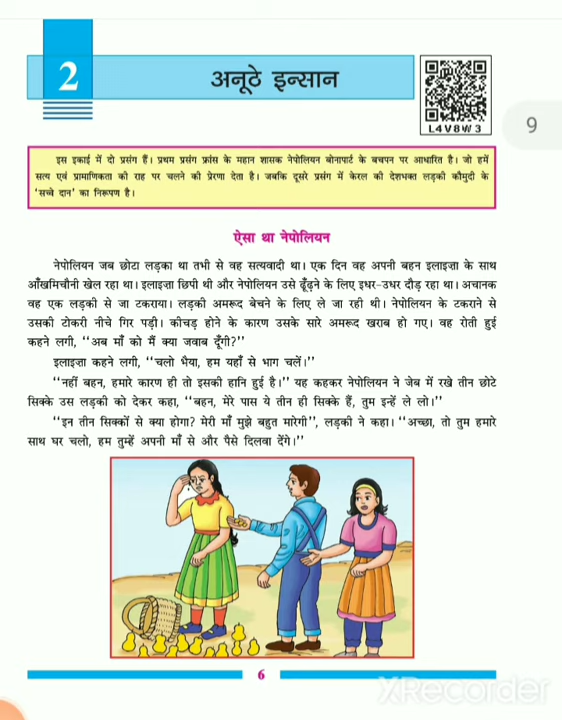 2
अनूठे इन्सान
L4V8W3
9
इस इकाई में दो प्रसंग हैं। प्रथम प्रसंग फ्रांस के महान शासक नेपोलियन बोनापार्ट के बचपन पर आधारित है। जो हमें
सत्य एवं प्रामाणिकता की राह पर चलने की प्रेरणा देता है। जबकि दूसरे प्रसंग में केरल की देशभक्त लड़की कौमुदी के
'सच्चे दान' का निरूपण है।
ऐसा था नेपोलियन
नेपोलियन जब छोटा लड़का था तभी से वह सत्यवादी था। एक दिन वह अपनी बहन इलाइज़ा के साथ
आँखमिचौनी खेल रहा था। इलाइज़ा छिपी थी और नेपोलियन उसे ढूँढ़ने के लिए इधर-उधर दौड़ रहा था। अचानक
वह एक लड़की से जा टकराया। लड़की अमरूद बेचने के लिए ले जा रही थी। नेपोलियन के टकराने से
उसकी टोकरी नीचे गिर पड़ी। कीचड़ होने के कारण उसके सारे अमरूद खराब हो गए। वह रोती हुई
कहने लगी, ''अब माँ को मैं क्या जवाब दूँगी?''
इलाइज़ा कहने लगी, ''चलो भैया, हम यहाँ से भाग चलें।''
''नहीं बहन, हमारे कारण ही तो इसकी हानि हुई है।'' यह कहकर नेपोलियन ने जेब में रखे तीन छोटे
सिक्के उस लड़की को देकर कहा, ''बहन, मेरे पास ये तीन ही सिक्के हैं, तुम इन्हें ले लो।''
''इन तीन सिक्कों से क्या होगा? मेरी माँ मुझे बहुत मारेगी'', लड़की ने कहा। ''अच्छा, तो तुम हमारे
साथ घर चलो, हम तुम्हें अपनी माँ से और पैसे दिलवा देंगे।''
6
XRecorder